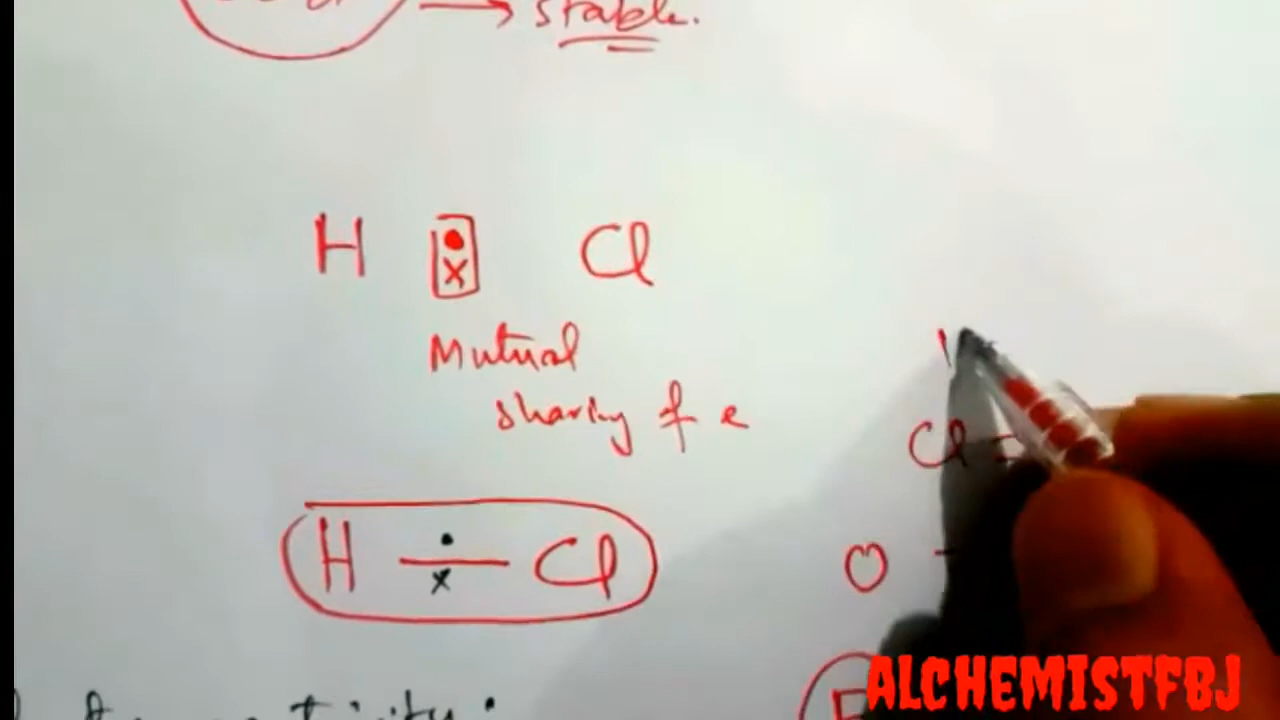 stable.
H • x Cl
Mutual
sharing of e
Cl =
H • x — Cl
O -
ALCHEMISTFBJ